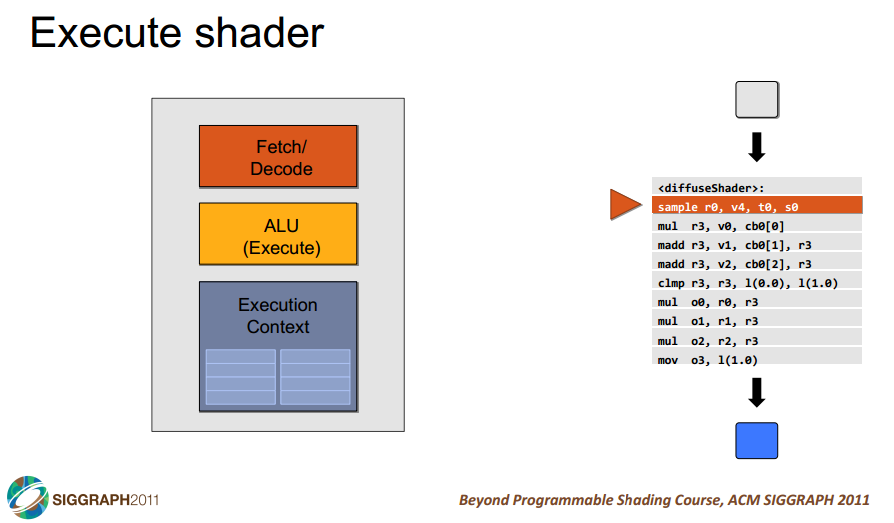 Execute shader
Fetch/
Decode
ALU
(Execute)
Execution
Context
<diffuseShader>:
sample r0, v4, t0, s0
mul  r3, v0, cb0[0]
madd r3, v1, cb0[1], r3
madd r3, v2, cb0[2], r3
clmp r3, r3, l(0.0), l(1.0)
mul  o0, r0, r3
mul  o1, r1, r3
mul  o2, r2, r3
mov  o3, l(1.0)
SIGGRAPH2011
Beyond Programmable Shading Course, ACM SIGGRAPH 2011